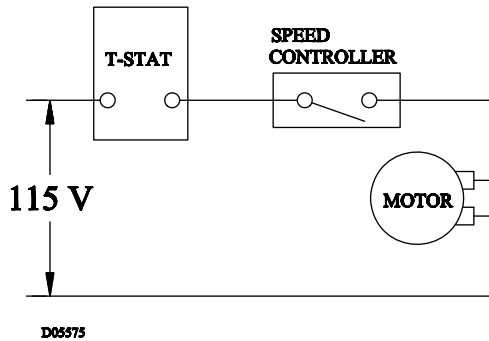 SPEED
CONTROLLER
T-STAT
115 V
MOTOR
D05575